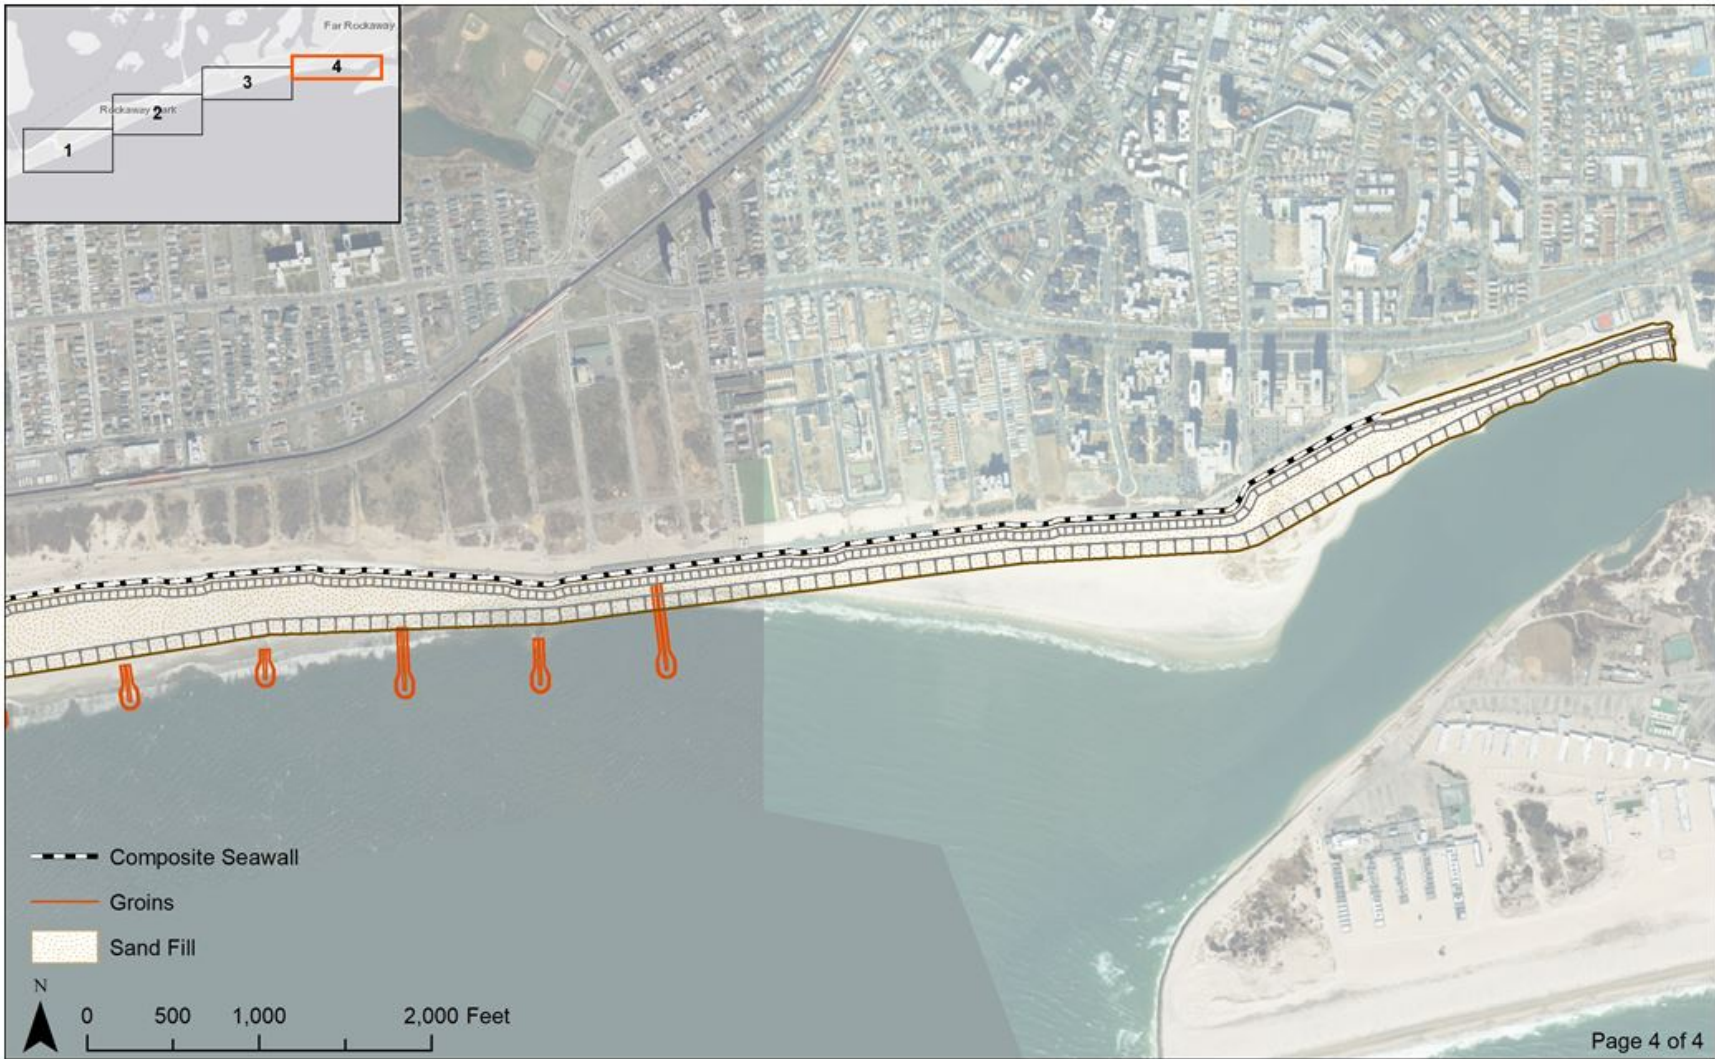 Far Rockaway
4
3
Rockaway Park
2
1
Composite Seawall
Groins
Sand Fill
N
0 500 1,000 2,000 Feet
Page 4 of 4